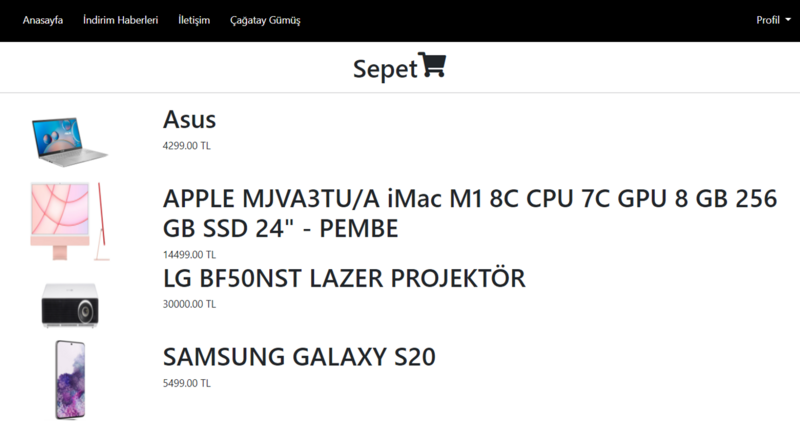 Anasayfa İndirim Haberleri İletişim Çağatay Gümüş Profil
Sepet
Asus
4299.00 TL
APPLE MJVA3TU/A iMac M1 8C CPU 7C GPU 8 GB 256
GB SSD 24" - PEMBE
14499.00 TL
LG BF50NST LAZER PROJEKTÖR
30000.00 TL
SAMSUNG GALAXY S20
5499.00 TL